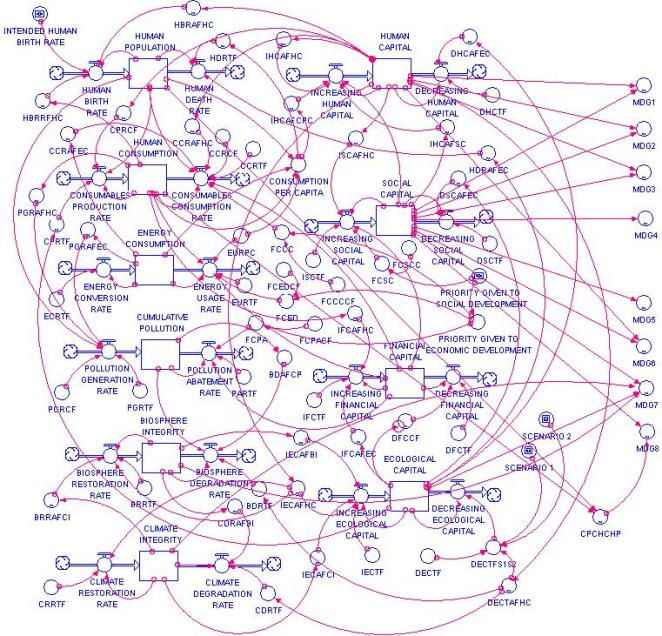 INTENDED HUMAN
BIRTH RATE
HBRAFHC
HUMAN
POPULATION
HDRTF
IHCAFHC
HUMAN
CAPITAL
DHCAFEC
HUMAN
BIRTH
RATE
HUMAN
DEATH
RATE
INCREASING
HUMAN
CAPITAL
DECREASING
HUMAN
CAPITAL
DHCTF
MDG1
HBRRFHC
CPRCF
IHCAFCPC
CCRAFEC
HUMAN
CONSUMPTION
CCRAFHC
CCRCF
CCRTF
ISCAFHC
IHCAFSC
HDRAFEC
MDG2
MDG3
CONSUMABLES
PRODUCTION
RATE
CONSUMABLES
CONSUMPTION
RATE
CONSUMPTION
PER CAPITA
SOCIAL
CAPITAL
DSCAFEC
PGRAFHC
CPRTF
PGRAFEC
ENERGY
CONSUMPTION
EURPC
FCCC
INCREASING
SOCIAL
CAPITAL
DECREASING
SOCIAL
CAPITAL
DSCTF
MDG4
ISCTF
FCSCC
FCSC
ENERGY
CONVERSION
RATE
ENERGY
USAGE
RATE
EURTF
FCEDCF
FCCCCF
FCED
PRIORITY GIVEN TO
SOCIAL DEVELOPMENT
ECRTF
CUMULATIVE
POLLUTION
FCPA
FCPACF
IFCAFHC
PRIORITY GIVEN TO
ECONOMIC DEVELOPMENT
MDG5
POLLUTION
GENERATION
RATE
POLLUTION
ABATEMENT
RATE
BDAFCP
FINANCIAL
CAPITAL
MDG6
PGRCF
PGRTF
PARTF
IFCTF
INCREASING
FINANCIAL
CAPITAL
DECREASING
FINANCIAL
CAPITAL
MDG7
BIOSPHERE
INTEGRITY
IECAFBI
IFCAFEC
DFCCF
DFCTF
SCENARIO 2
SCENARIO 1
MDG8
BIOSPHERE
RESTORATION
RATE
BIOSPHERE
DEGRADATION
RATE
ECOLOGICAL
CAPITAL
BRRAFCI
BRRTF
BDRTF
CDRAFBI
IECAFHC
INCREASING
ECOLOGICAL
CAPITAL
DECREASING
ECOLOGICAL
CAPITAL
CPCHCHP
CLIMATE
INTEGRITY
CLIMATE
RESTORATION
RATE
CLIMATE
DEGRADATION
RATE
IECAFCI
IECTF
DECTF
DECTFS1S2
CRRTF
CDRTF
DECTAFHC